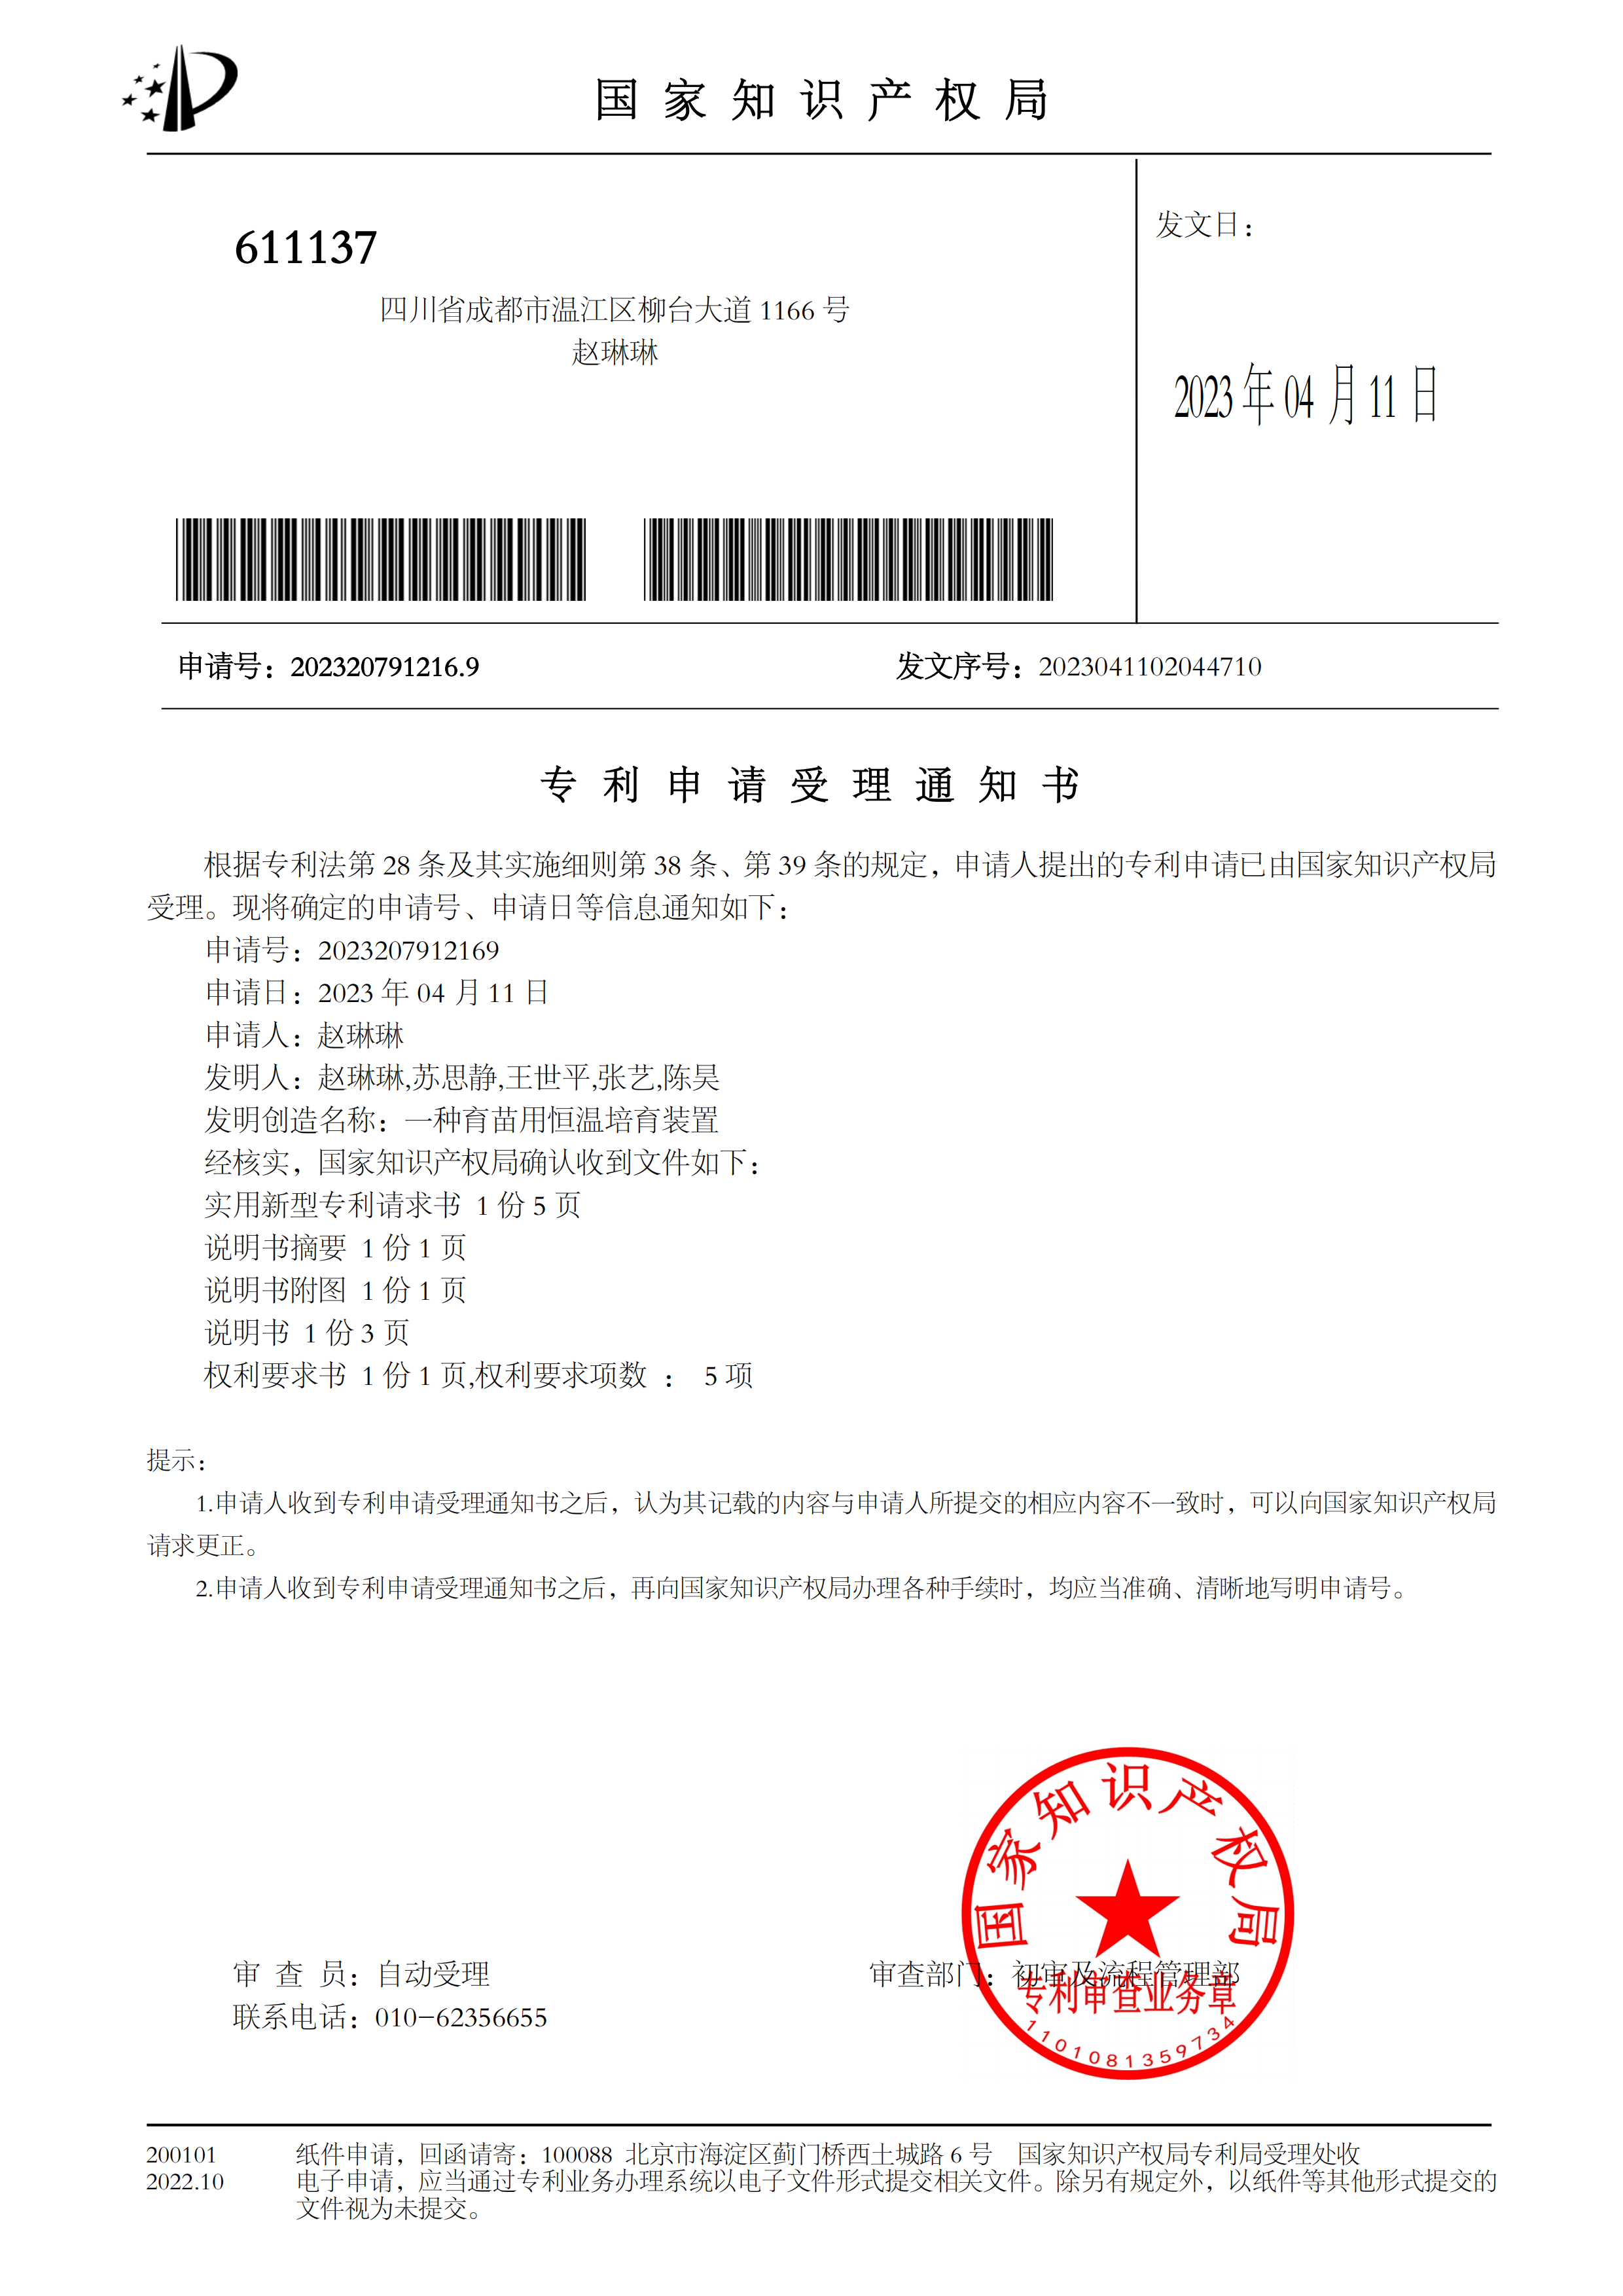 国家知识产权局
611137
四川省成都市温江区柳台大道 1166 号
赵琳琳
发文日：
2023 年 04 月 11 日
申请号：202320791216.9
发文序号：2023041102044710
专利申请受理通知书
根据专利法第 28 条及其实施细则第 38 条、第 39 条的规定，申请人提出的专利申请已由国家知识产权局
受理。现将确定的申请号、申请日等信息通知如下：
申请号：2023207912169
申请日：2023 年 04 月 11 日
申请人：赵琳琳
发明人：赵琳琳,苏思静,王世平,张艺,陈昊
发明创造名称：一种育苗用恒温培育装置
经核实，国家知识产权局确认收到文件如下：
实用新型专利请求书 1 份 5 页
说明书摘要 1 份 1 页
说明书附图 1 份 1 页
说明书 1 份 3 页
权利要求书 1 份 1 页,权利要求项数 ： 5 项
提示：
1.申请人收到专利申请受理通知书之后，认为其记载的内容与申请人所提交的相应内容不一致时，可以向国家知识产权局
请求更正。
2.申请人收到专利申请受理通知书之后，再向国家知识产权局办理各种手续时，均应当准确、清晰地写明申请号。
审 查 员：自动受理
联系电话：010-62356655
审查部门：初审及流程管理部
国家知识产权局
专利审查业务章
1101081359734
200101
2022.10
纸件申请，回函请寄：100088 北京市海淀区蓟门桥西土城路 6 号 国家知识产权局专利局受理处收
电子申请，应当通过专利业务办理系统以电子文件形式提交相关文件。除另有规定外，以纸件等其他形式提交的
文件视为未提交。